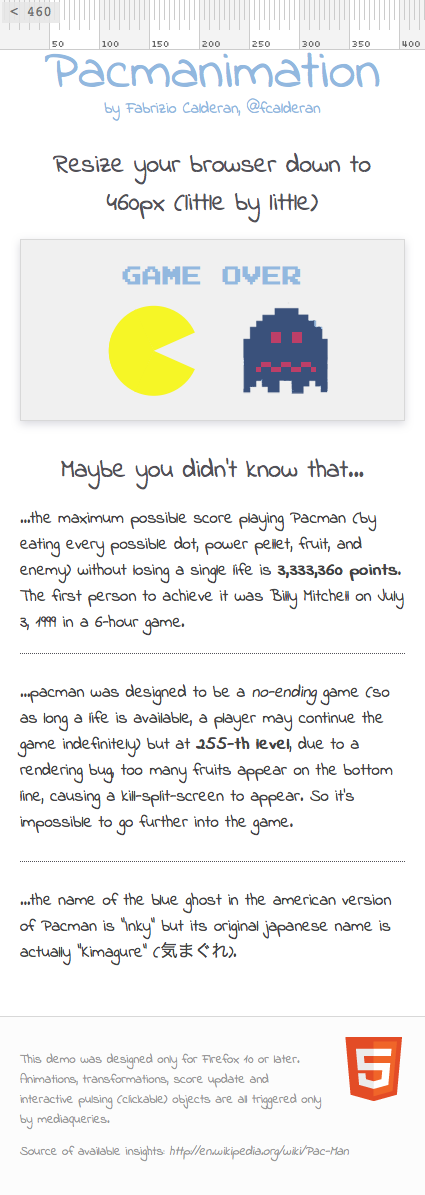 < 460
50 100 150 200 250 300 350 400
Pacmanimation
by Fabrizio Calderan, @fcalderan
Resize your browser down to
460px (little by little)
GAME OVER
Maybe you didn't know that...
...the maximum possible score playing Pacman (by
eating every possible dot, power pellet, fruit, and
enemy) without losing a single life is 3,333,360 points.
The first person to achieve it was Billy Mitchell on July
3, 1999 in a 6-hour game.
...pacman was designed to be a no-ending game (so
as long a life is available, a player may continue the
game indefinitely) but at 255-th level, due to a
rendering bug, too many fruits appear on the bottom
line, causing a kill-split-screen to appear. So it's
impossible to go further into the game.
...the name of the blue ghost in the american version
of Pacman is "Inky" but its original japanese name is
actually "Kimagure" (気まぐれ).
This demo was designed only for Firefox 10 or later.
Animations, transformations, score update and
interactive pulsing (clickable) objects are all triggered only
by mediaqueries.
Source of available insights: http://en.wikipedia.org/wiki/Pac-Man
5